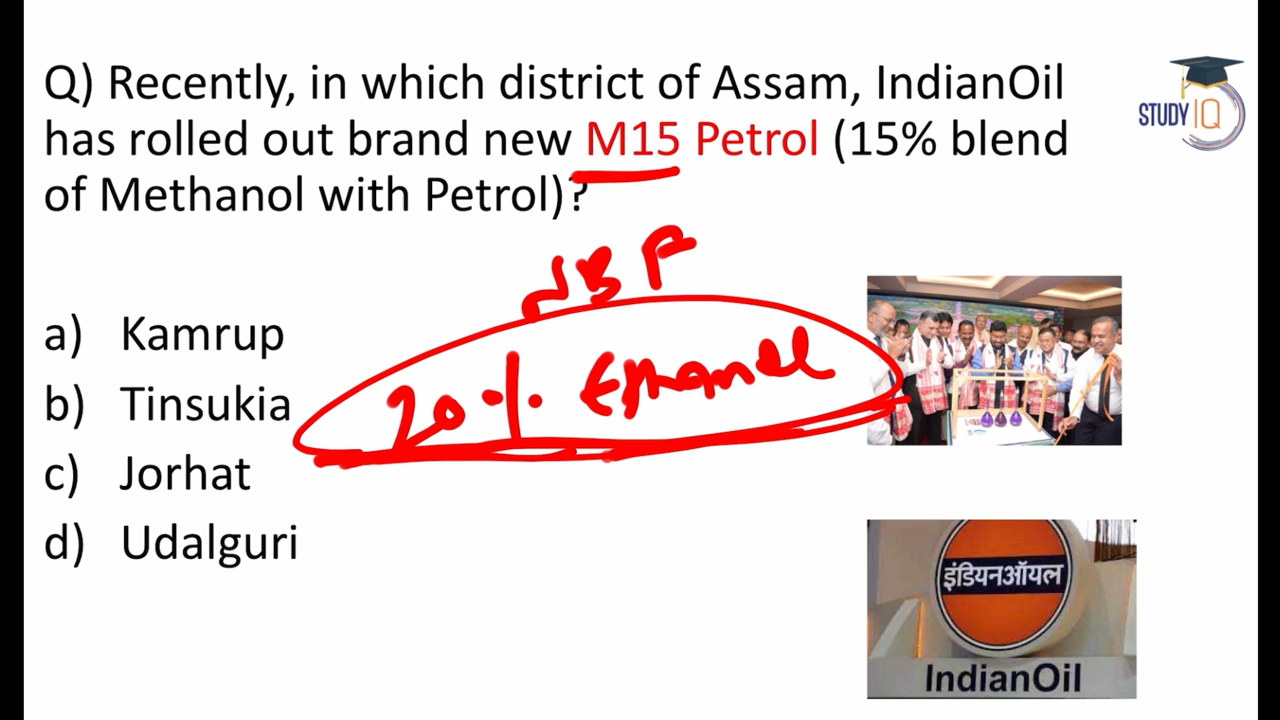 Q) Recently, in which district of Assam, IndianOil
has rolled out brand new M15 Petrol (15% blend
of Methanol with Petrol)?
STUDY IQ
NBF
20% Ethanol
a) Kamrup
b) Tinsukia
c) Jorhat
d) Udalguri
इंडियनऑयल
IndianOil